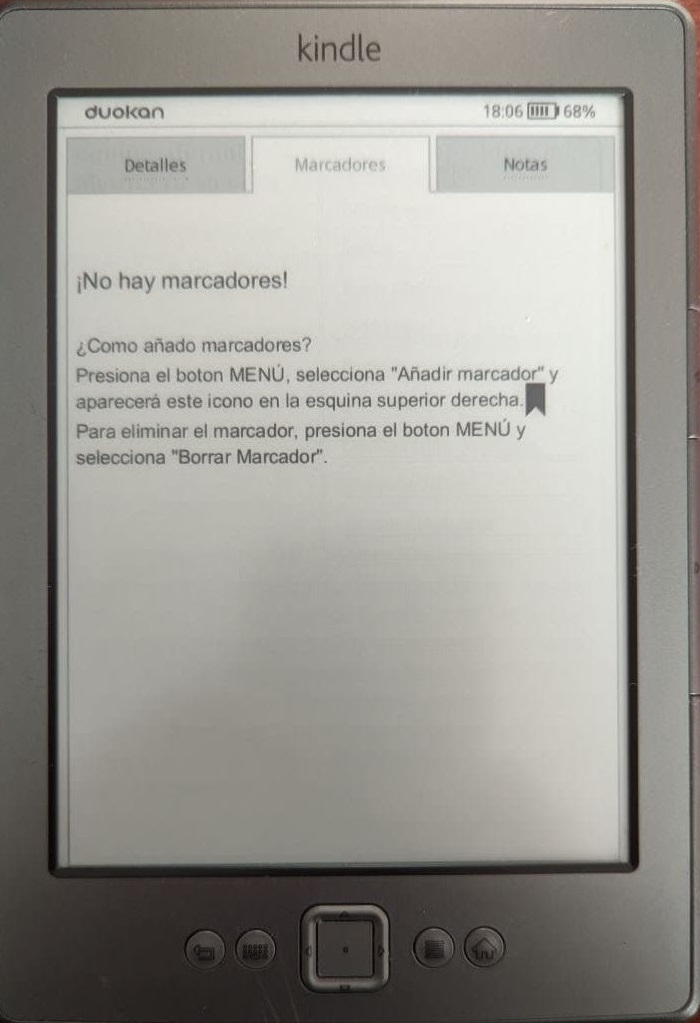 kindle
duokan 18:06 68%
Detalles Marcadores Notas
¡No hay marcadores!
¿Como añado marcadores?
Presiona el boton MENÚ, selecciona "Añadir marcador" y
aparecerá este icono en la esquina superior derecha.
Para eliminar el marcador, presiona el boton MENÚ y
selecciona "Borrar Marcador".